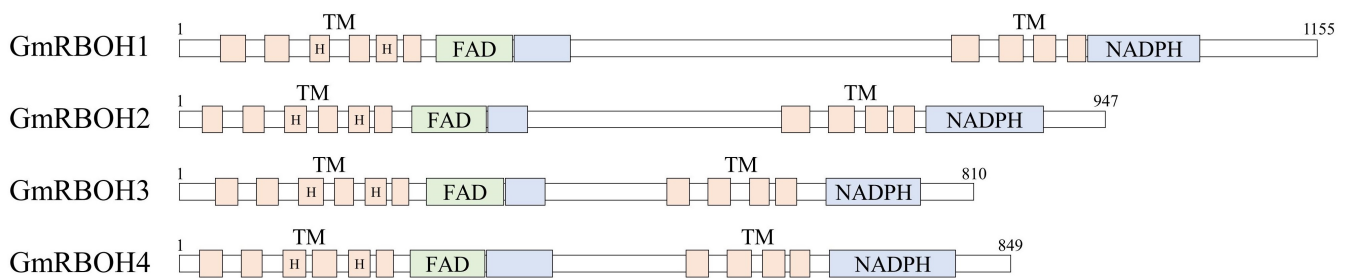 TM TM
1 1155
GmRBOH1 H H FAD NADPH
TM TM
1 947
GmRBOH2 H H FAD NADPH
TM TM
1 810
GmRBOH3 H H FAD NADPH
TM TM
1 849
GmRBOH4 H H FAD NADPH